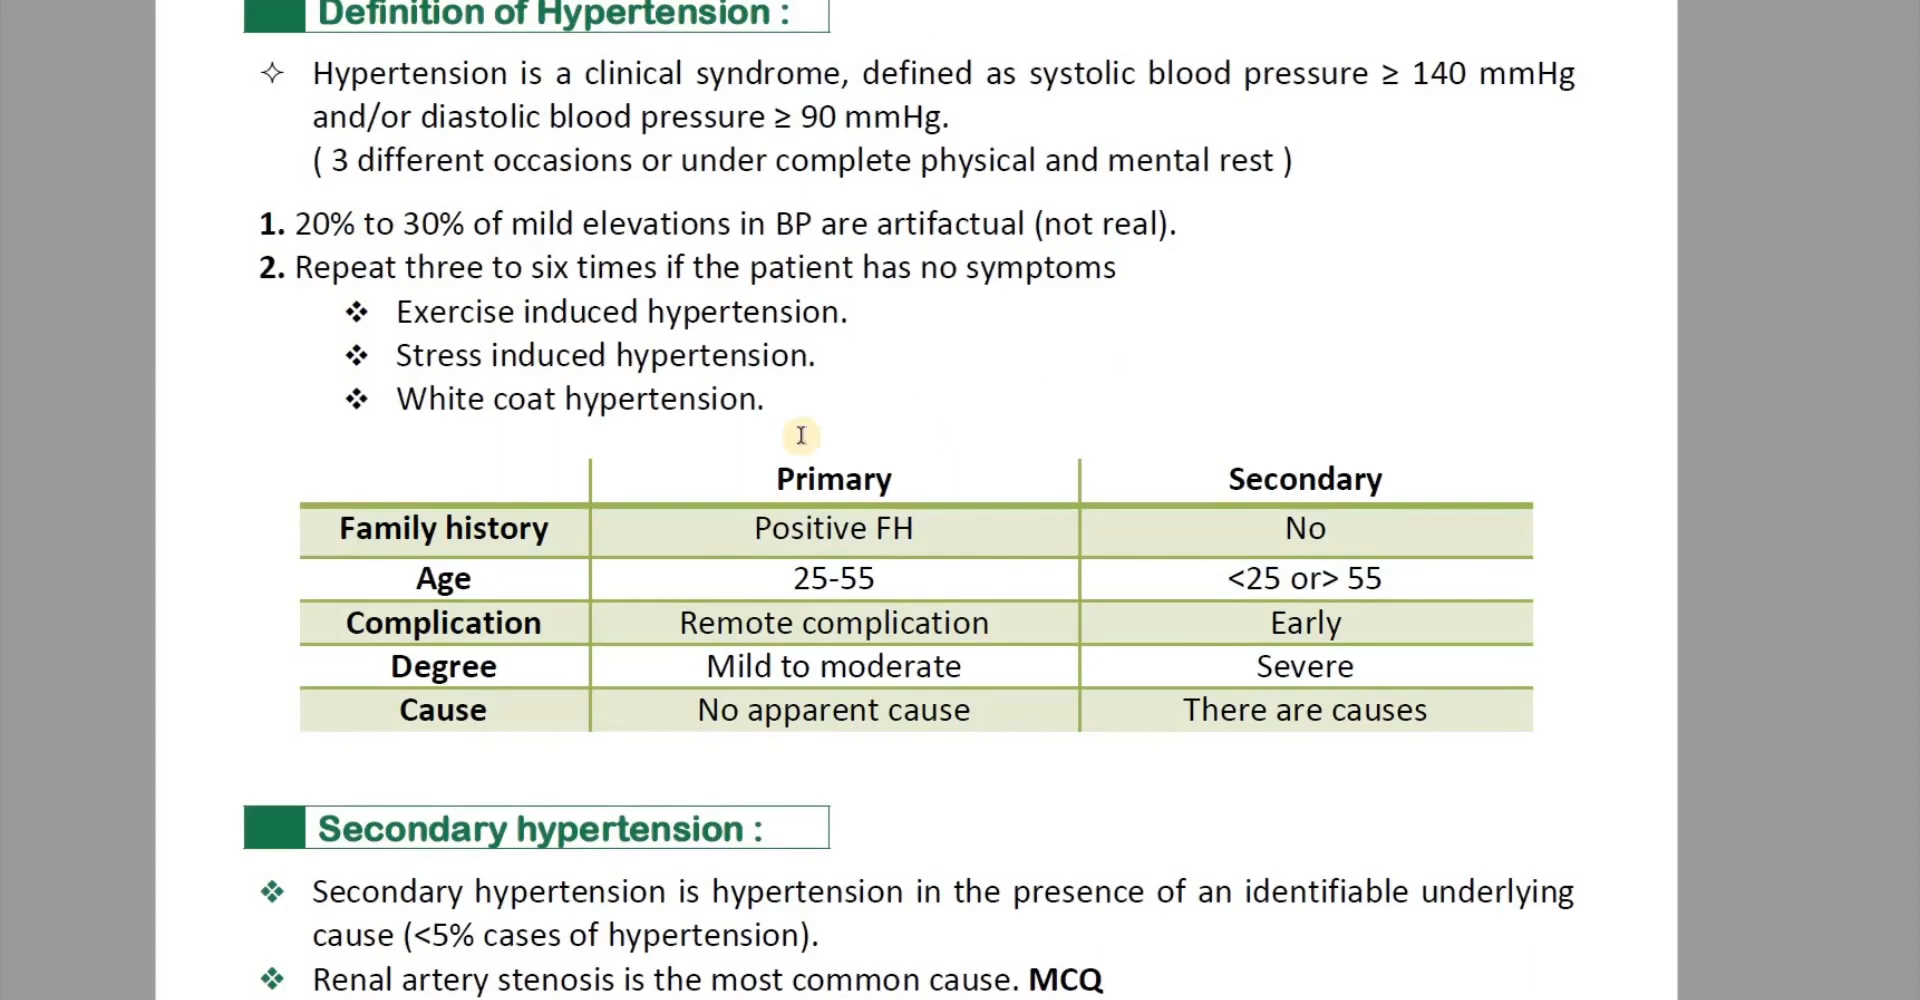 Definition of Hypertension :
✧ Hypertension is a clinical syndrome, defined as systolic blood pressure ≥ 140 mmHg
and/or diastolic blood pressure ≥ 90 mmHg.
( 3 different occasions or under complete physical and mental rest )
1. 20% to 30% of mild elevations in BP are artifactual (not real).
2. Repeat three to six times if the patient has no symptoms
❖ Exercise induced hypertension.
❖ Stress induced hypertension.
❖ White coat hypertension.
Primary Secondary
Family history Positive FH No
Age 25-55 <25 or> 55
Complication Remote complication Early
Degree Mild to moderate Severe
Cause No apparent cause There are causes
Secondary hypertension :
❖ Secondary hypertension is hypertension in the presence of an identifiable underlying
cause (<5% cases of hypertension).
❖ Renal artery stenosis is the most common cause. MCQ